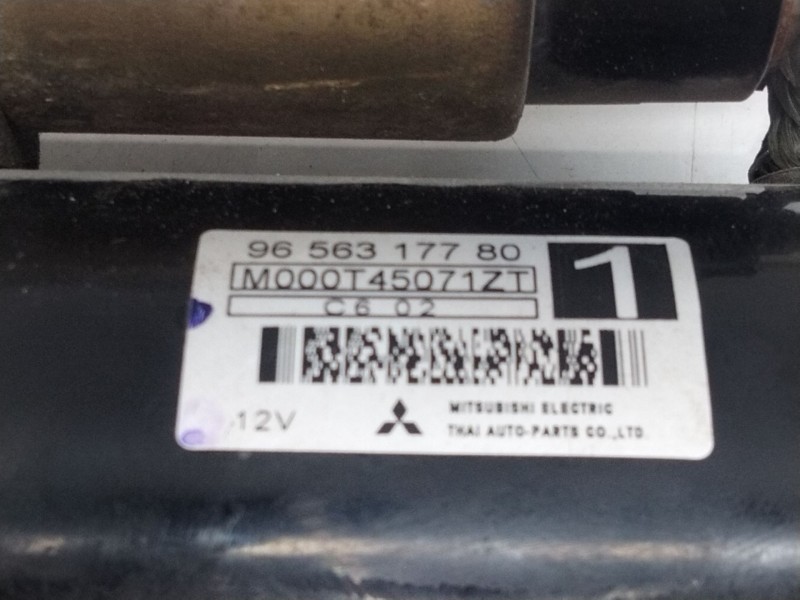 96 563 177 80
1
M000T45071ZT
C6 02
12V
MITSUBISHI ELECTRIC
THAI AUTO-PARTS CO.,LTD.